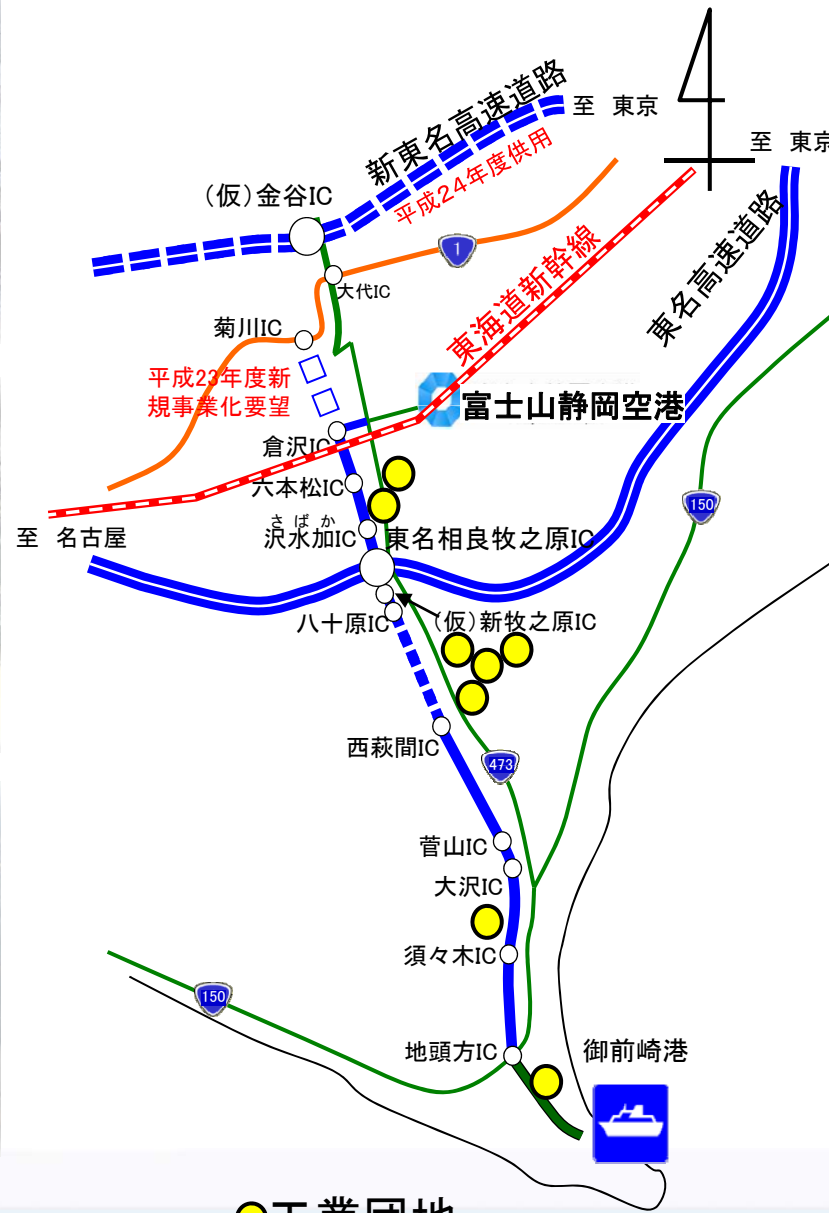 新東名高速道路
至 東京
平成24年度供用
至 東京
(仮)金谷IC
1
東名高速道路
東海道新幹線
大代IC
菊川IC
平成23年度新
規事業化要望
富士山静岡空港
倉沢IC
六本松IC
150
さばか
沢水加IC
東名相良牧之原IC
至 名古屋
八十原IC
(仮)新牧之原IC
西萩間IC
473
菅山IC
大沢IC
須々木IC
150
地頭方IC
御前崎港
工業団地